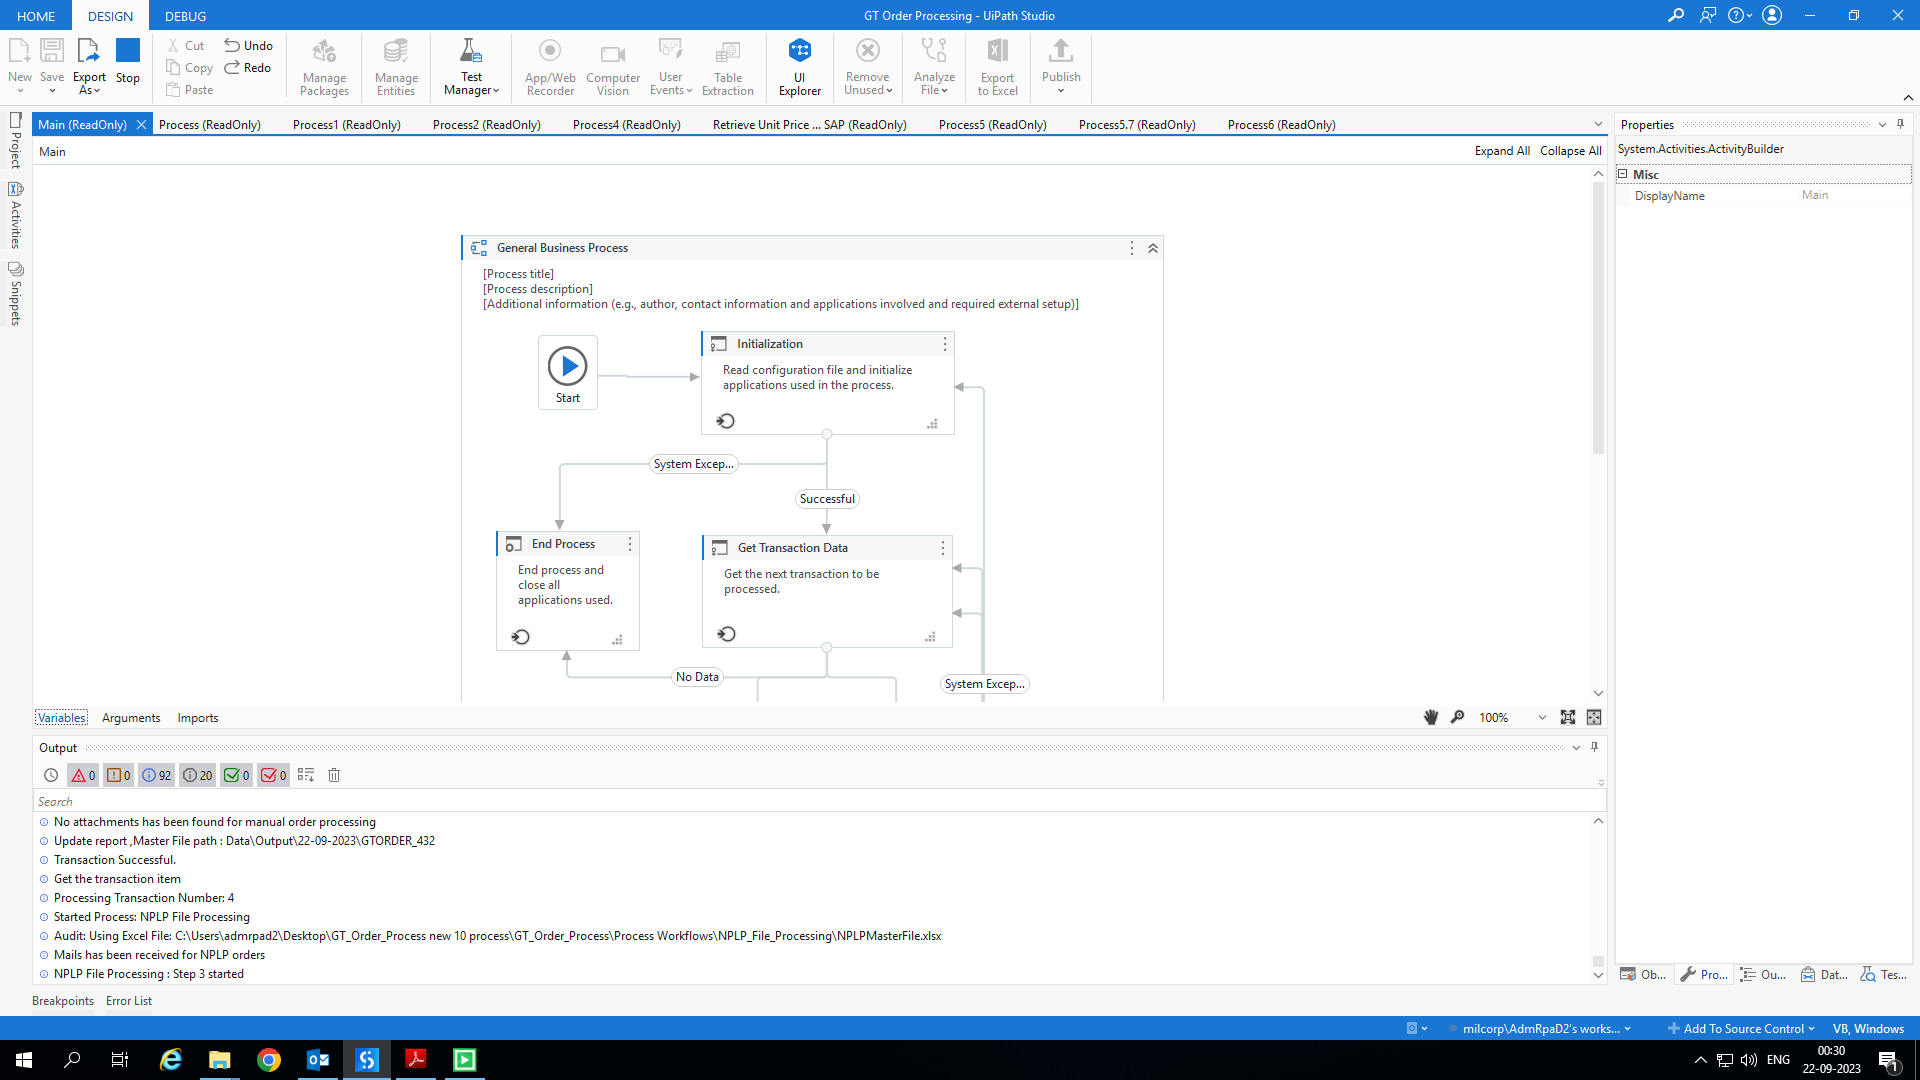 HOME DESIGN DEBUG GT Order Processing - UiPath Studio
New Save Export As Stop Cut Copy Paste Undo Redo
Manage Packages Manage Entities Test Manager App/Web Recorder Computer Vision User Events Table Extraction UI Explorer Remove Unused Analyze File Export to Excel Publish
Project
Activities
Snippets
Main (ReadOnly) Process (ReadOnly) Process1 (ReadOnly) Process2 (ReadOnly) Process4 (ReadOnly) Retrieve Unit Price ... SAP (ReadOnly) Process5 (ReadOnly) Process5.7 (ReadOnly) Process6 (ReadOnly)
Main Expand All Collapse All
General Business Process
[Process title]
[Process description]
[Additional information (e.g., author, contact information and applications involved and required external setup)]
Start
Initialization
Read configuration file and initialize
applications used in the process.
System Excep...
Successful
End Process
End process and
close all
applications used.
Get Transaction Data
Get the next transaction to be
processed.
No Data
System Excep...
Variables Arguments Imports 100%
Properties
System.Activities.ActivityBuilder
Misc
DisplayName Main
Output
0 0 92 20 0 0
Search
No attachments has been found for manual order processing
Update report ,Master File path : Data\Output\22-09-2023\GTORDER_432
Transaction Successful.
Get the transaction item
Processing Transaction Number: 4
Started Process: NPLP File Processing
Audit: Using Excel File: C:\Users\admrpad2\Desktop\GT_Order_Process new 10 process\GT_Order_Process\Process Workflows\NPLP_File_Processing\NPLPMasterFile.xlsx
Mails has been received for NPLP orders
NPLP File Processing : Step 3 started
Ob... Pro... Ou... Dat... Tes...
Breakpoints Error List
milcorp\AdmRpaD2's works... Add To Source Control VB, Windows
ENG 00:30
22-09-2023
1